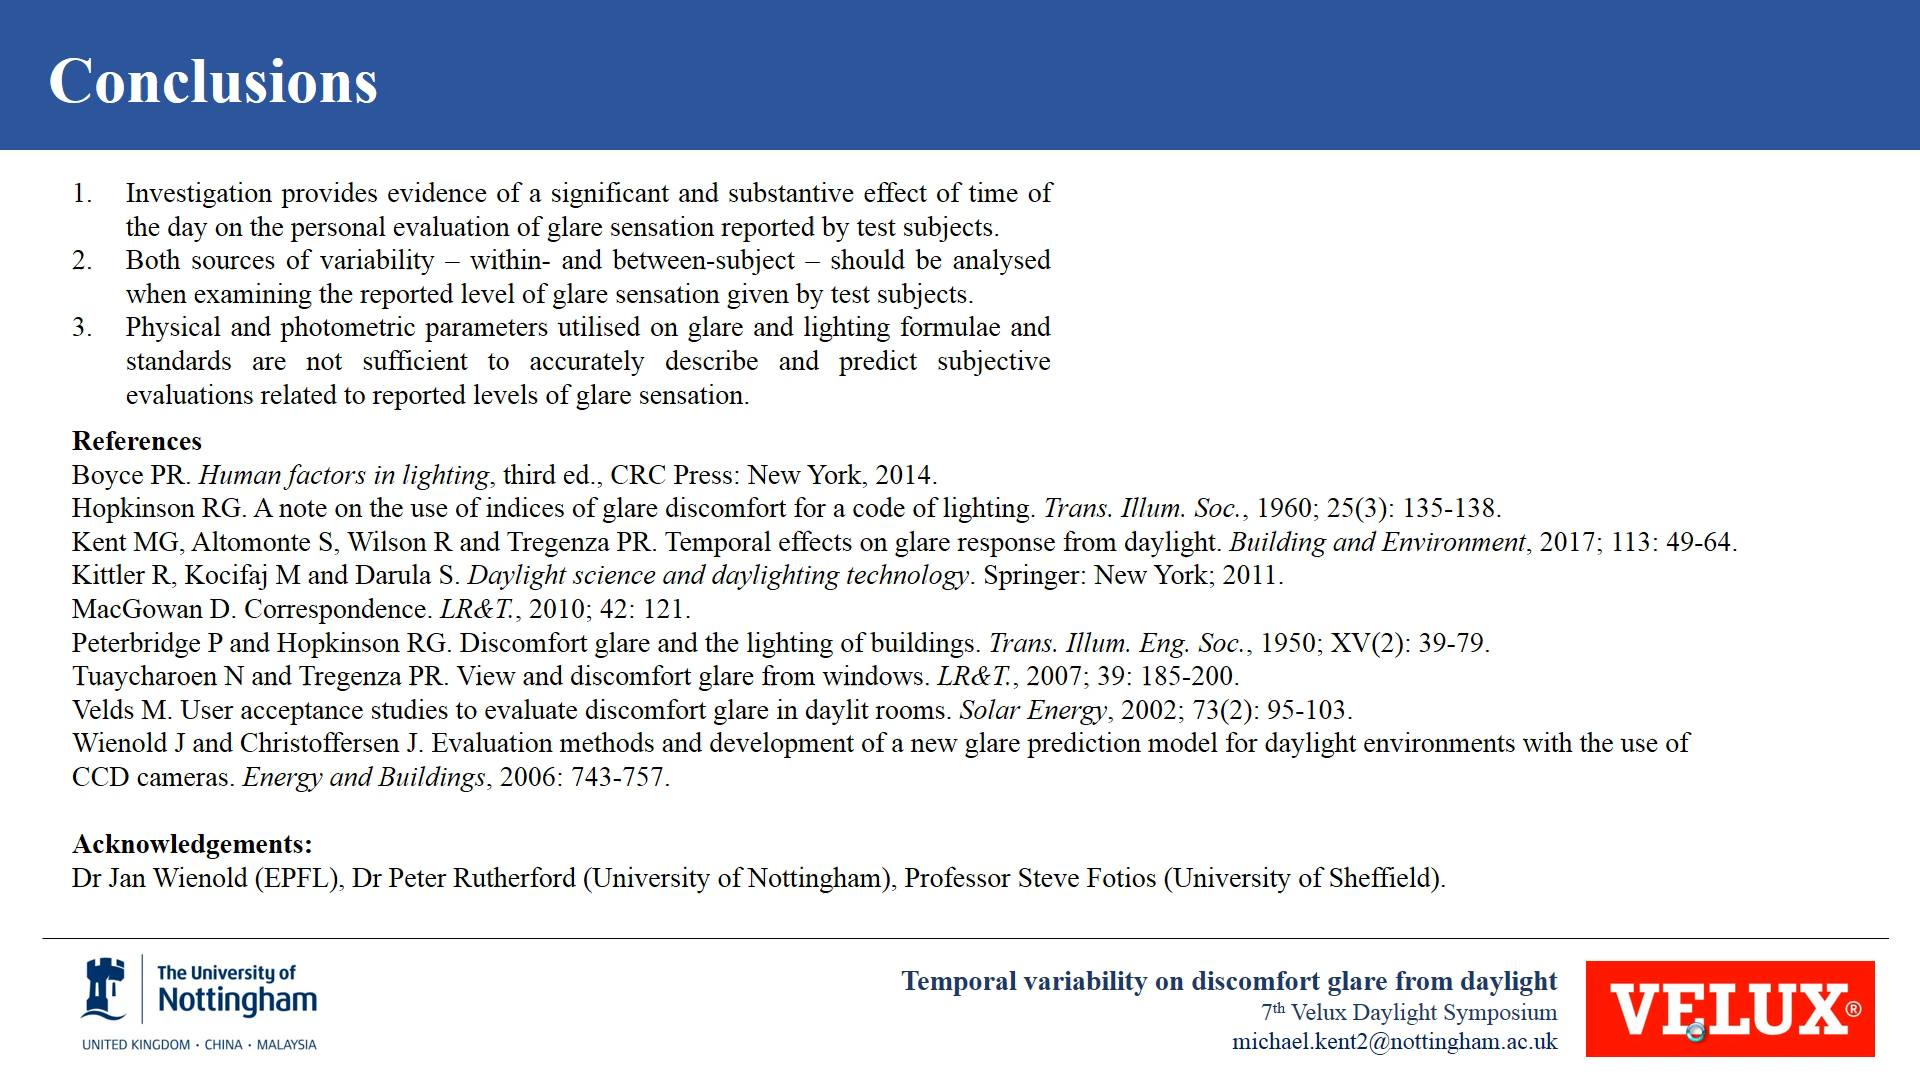 Conclusions
1. Investigation provides evidence of a significant and substantive effect of time of
the day on the personal evaluation of glare sensation reported by test subjects.
2. Both sources of variability – within- and between-subject – should be analysed
when examining the reported level of glare sensation given by test subjects.
3. Physical and photometric parameters utilised on glare and lighting formulae and
standards are not sufficient to accurately describe and predict subjective
evaluations related to reported levels of glare sensation.
References
Boyce PR. Human factors in lighting, third ed., CRC Press: New York, 2014.
Hopkinson RG. A note on the use of indices of glare discomfort for a code of lighting. Trans. Illum. Soc., 1960; 25(3): 135-138.
Kent MG, Altomonte S, Wilson R and Tregenza PR. Temporal effects on glare response from daylight. Building and Environment, 2017; 113: 49-64.
Kittler R, Kocifaj M and Darula S. Daylight science and daylighting technology. Springer: New York; 2011.
MacGowan D. Correspondence. LR&T., 2010; 42: 121.
Peterbridge P and Hopkinson RG. Discomfort glare and the lighting of buildings. Trans. Illum. Eng. Soc., 1950; XV(2): 39-79.
Tuaycharoen N and Tregenza PR. View and discomfort glare from windows. LR&T., 2007; 39: 185-200.
Velds M. User acceptance studies to evaluate discomfort glare in daylit rooms. Solar Energy, 2002; 73(2): 95-103.
Wienold J and Christoffersen J. Evaluation methods and development of a new glare prediction model for daylight environments with the use of
CCD cameras. Energy and Buildings, 2006: 743-757.
Acknowledgements:
Dr Jan Wienold (EPFL), Dr Peter Rutherford (University of Nottingham), Professor Steve Fotios (University of Sheffield).
The University of
Nottingham
UNITED KINGDOM · CHINA · MALAYSIA
Temporal variability on discomfort glare from daylight
7th Velux Daylight Symposium
michael.kent2@nottingham.ac.uk
VELUX®